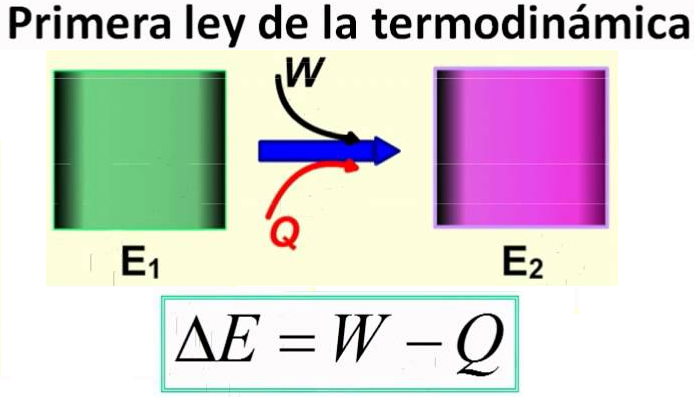 Primera ley de la termodinámica
W
Q
E₁ E₂
ΔE = W − Q